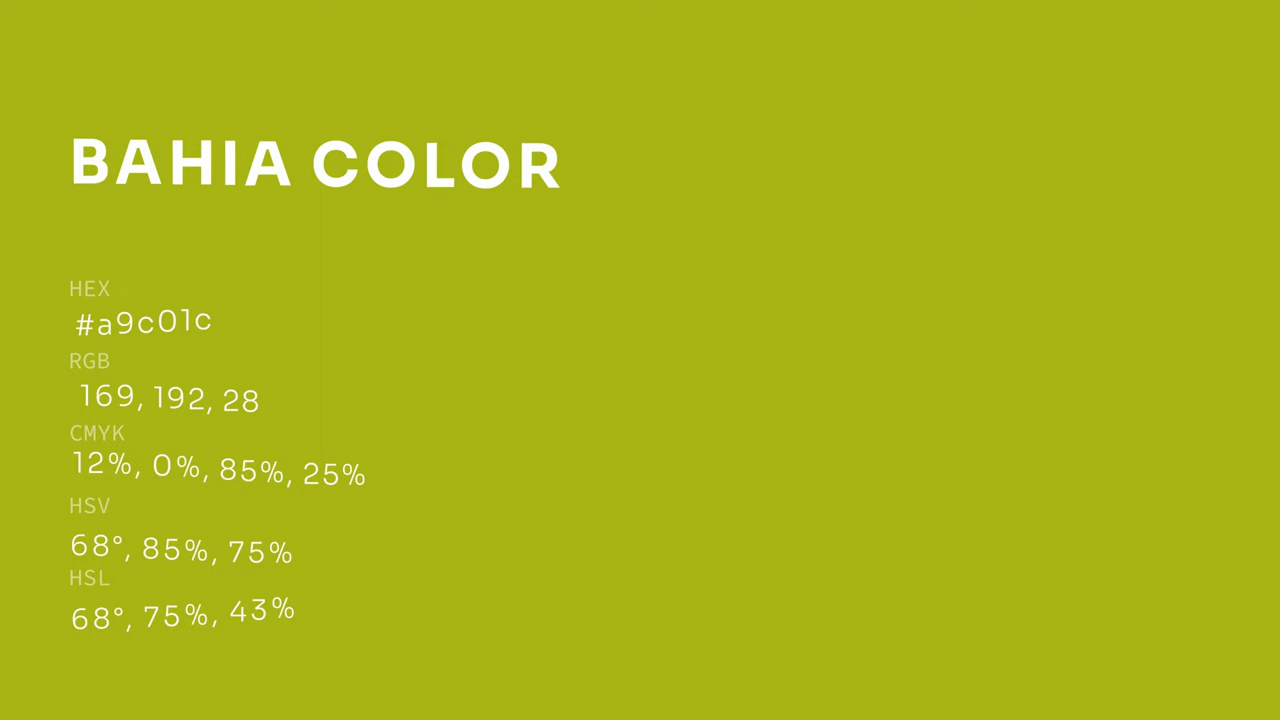 BAHIA COLOR
HEX
#a9c01c
RGB
169, 192, 28
CMYK
12%, 0%, 85%, 25%
HSV
68°, 85%, 75%
HSL
68°, 75%, 43%